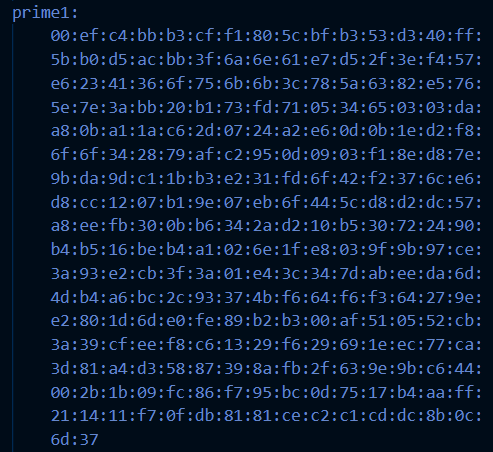 prime1:
00:ef:c4:bb:b3:cf:f1:80:5c:bf:b3:53:d3:40:ff:
5b:b0:d5:ac:bb:3f:6a:6e:61:e7:d5:2f:3e:f4:57:
e6:23:41:36:6f:75:6b:6b:3c:78:5a:63:82:e5:76:
5e:7e:3a:bb:20:b1:73:fd:71:05:34:65:03:03:da:
a8:0b:a1:1a:c6:2d:07:24:a2:e6:0d:0b:1e:d2:f8:
6f:6f:34:28:79:af:c2:95:0d:09:03:f1:8e:d8:7e:
9b:da:9d:c1:1b:b3:e2:31:fd:6f:42:f2:37:6c:e6:
d8:cc:12:07:b1:9e:07:eb:6f:44:5c:d8:d2:dc:57:
a8:ee:fb:30:0b:b6:34:2a:d2:10:b5:30:72:24:90:
b4:b5:16:be:b4:a1:02:6e:1f:e8:03:9f:9b:97:ce:
3a:93:e2:cb:3f:3a:01:e4:3c:34:7d:ab:ee:da:6d:
4d:b4:a6:bc:2c:93:37:4b:f6:64:f6:f3:64:27:9e:
e2:80:1d:6d:e0:fe:89:b2:b3:00:af:51:05:52:cb:
3a:39:cf:ee:f8:c6:13:29:f6:29:69:1e:ec:77:ca:
3d:81:a4:d3:58:87:39:8a:fb:2f:63:9e:9b:c6:44:
00:2b:1b:09:fc:86:f7:95:bc:0d:75:17:b4:aa:ff:
21:14:11:f7:0f:db:81:81:ce:c2:c1:cd:dc:8b:0c:
6d:37